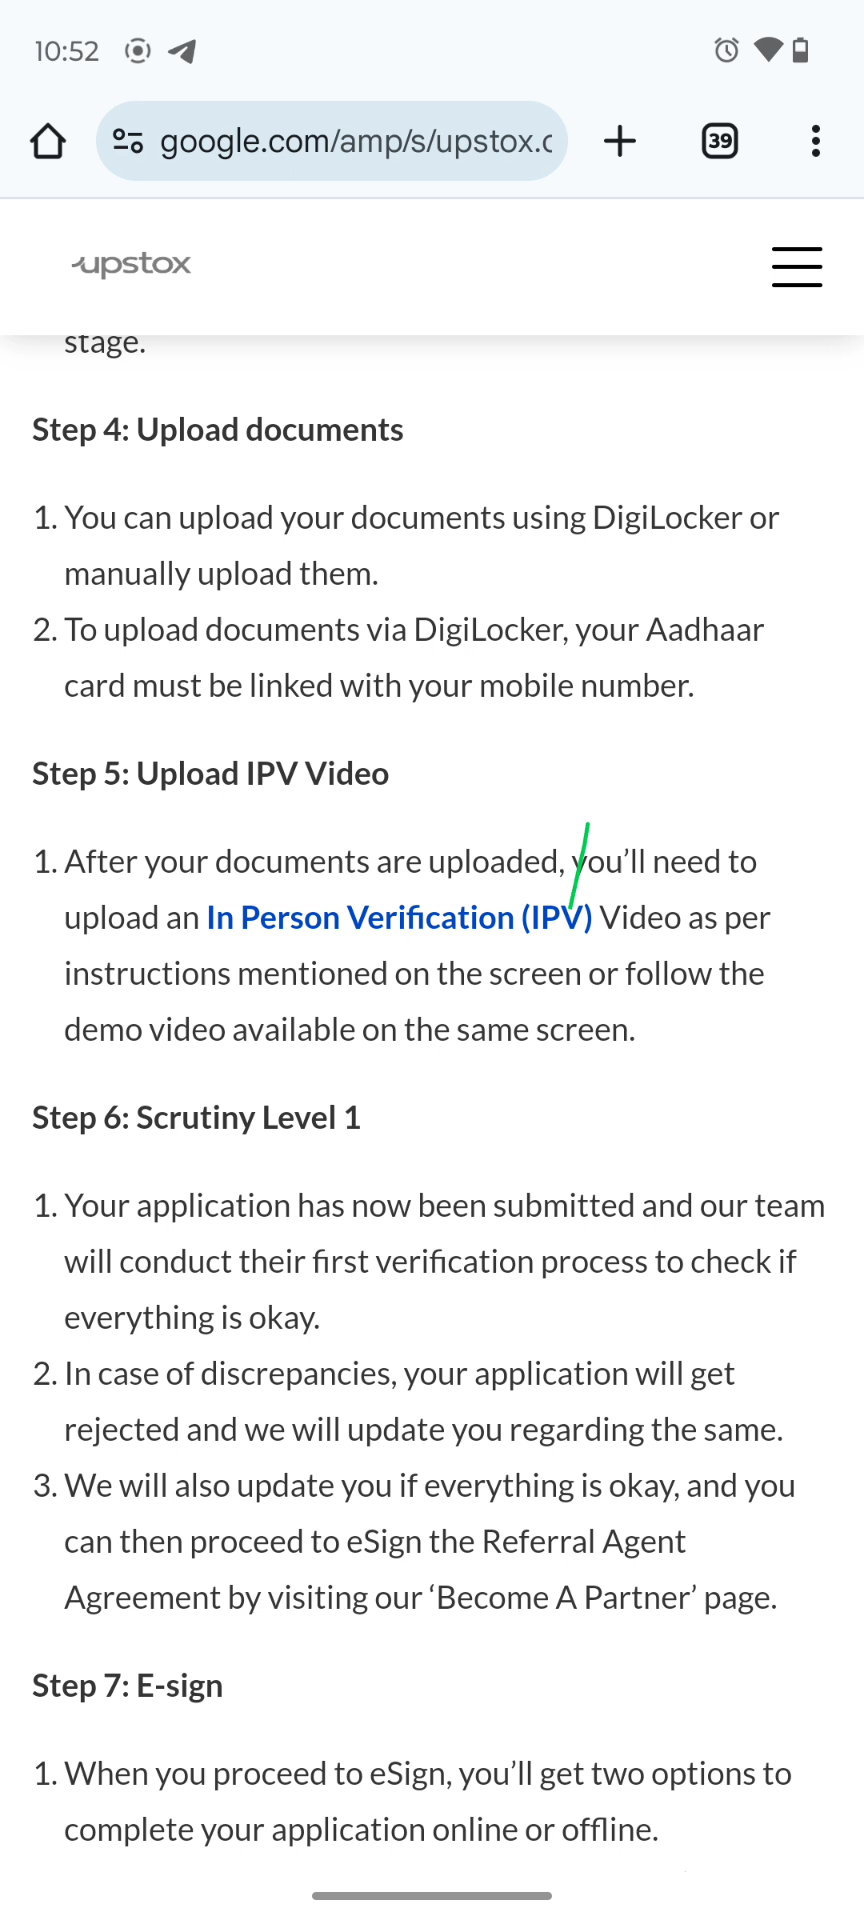 10:52
google.com/amp/s/upstox.c
39
upstox
stage.
Step 4: Upload documents
1. You can upload your documents using DigiLocker or
manually upload them.
2. To upload documents via DigiLocker, your Aadhaar
card must be linked with your mobile number.
Step 5: Upload IPV Video
1. After your documents are uploaded, you’ll need to
upload an In Person Verification (IPV) Video as per
instructions mentioned on the screen or follow the
demo video available on the same screen.
Step 6: Scrutiny Level 1
1. Your application has now been submitted and our team
will conduct their first verification process to check if
everything is okay.
2. In case of discrepancies, your application will get
rejected and we will update you regarding the same.
3. We will also update you if everything is okay, and you
can then proceed to eSign the Referral Agent
Agreement by visiting our ‘Become A Partner’ page.
Step 7: E-sign
1. When you proceed to eSign, you’ll get two options to
complete your application online or offline.